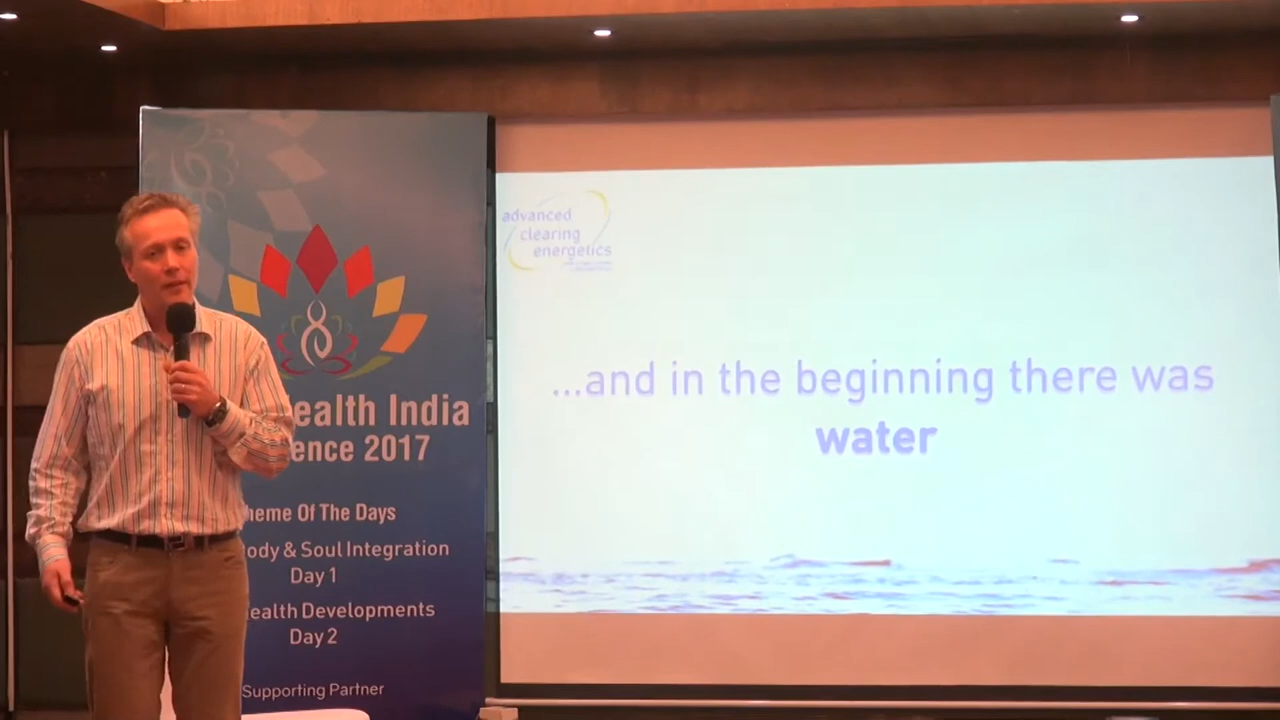 ealth India
ence 2017
heme Of The Days
ody & Soul Integration
Day 1
ealth Developments
Day 2
Supporting Partner
advanced
clearing
energetics
...and in the beginning there was
water